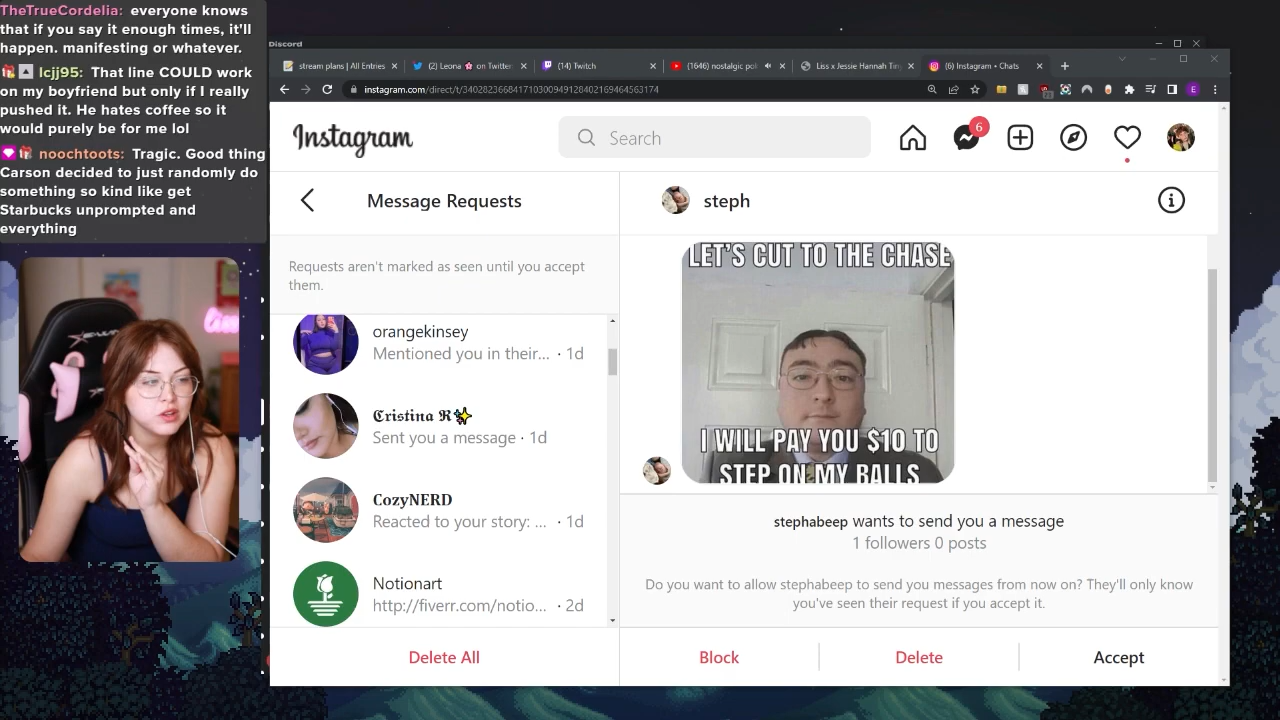 TheTrueCordelia: everyone knows
that if you say it enough times, it'll
happen. manifesting or whatever.
lcjj95: That line COULD work
on my boyfriend but only if I really
pushed it. He hates coffee so it
would purely be for me lol
noochtoots: Tragic. Good thing
Carson decided to just randomly do
something so kind like get
Starbucks unprompted and
everything
Discord
stream plans | All Entries
(2) Leona 🌸 on Twitter
(14) Twitch
(1646) nostalgic pol
Liss x Jessie Hannah Tin
(6) Instagram • Chats
instagram.com/direct/t/340282366841710300949128402169464563174
E
Instagram
Search
6
Message Requests
steph
Requests aren't marked as seen until you accept
them.
orangekinsey
Mentioned you in their... · 1d
𝕮𝖗𝖎𝖘𝖙𝖎𝖓𝖆 𝕽✨
Sent you a message · 1d
CozyNERD
Reacted to your story: ... · 1d
Notionart
http://fiverr.com/notio... · 2d
Delete All
LET'S CUT TO THE CHASE
I WILL PAY YOU $10 TO
STEP ON MY BALLS
stephabeep wants to send you a message
1 followers 0 posts
Do you want to allow stephabeep to send you messages from now on? They'll only know
you've seen their request if you accept it.
Block
Delete
Accept